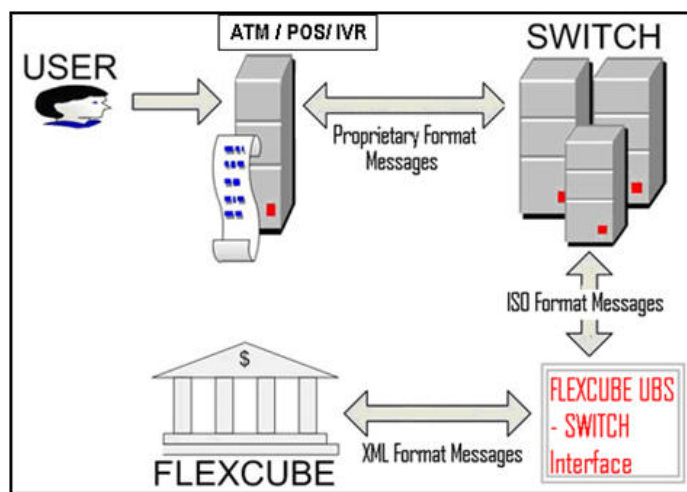 ATM / POS/ IVR
USER
SWITCH
Proprietary Format
Messages
ISO Format Messages
$
FLEXCUBE UBS
- SWITCH
Interface
XML Format Messages
FLEXCUBE